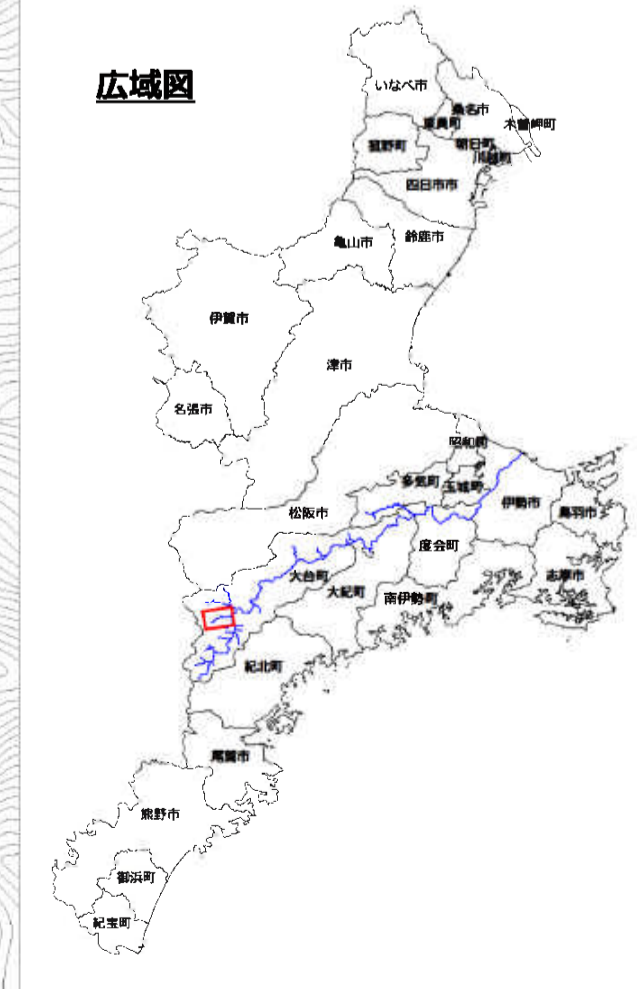 広域図
いなべ市
桑名市
東員町
木曽岬町
菰野町
朝日町
川越町
四日市市
亀山市
鈴鹿市
伊賀市
津市
名張市
明和町
多気町
玉城町
松阪市
伊勢市
鳥羽市
度会町
大台町
志摩市
大紀町
南伊勢町
紀北町
尾鷲市
熊野市
御浜町
紀宝町